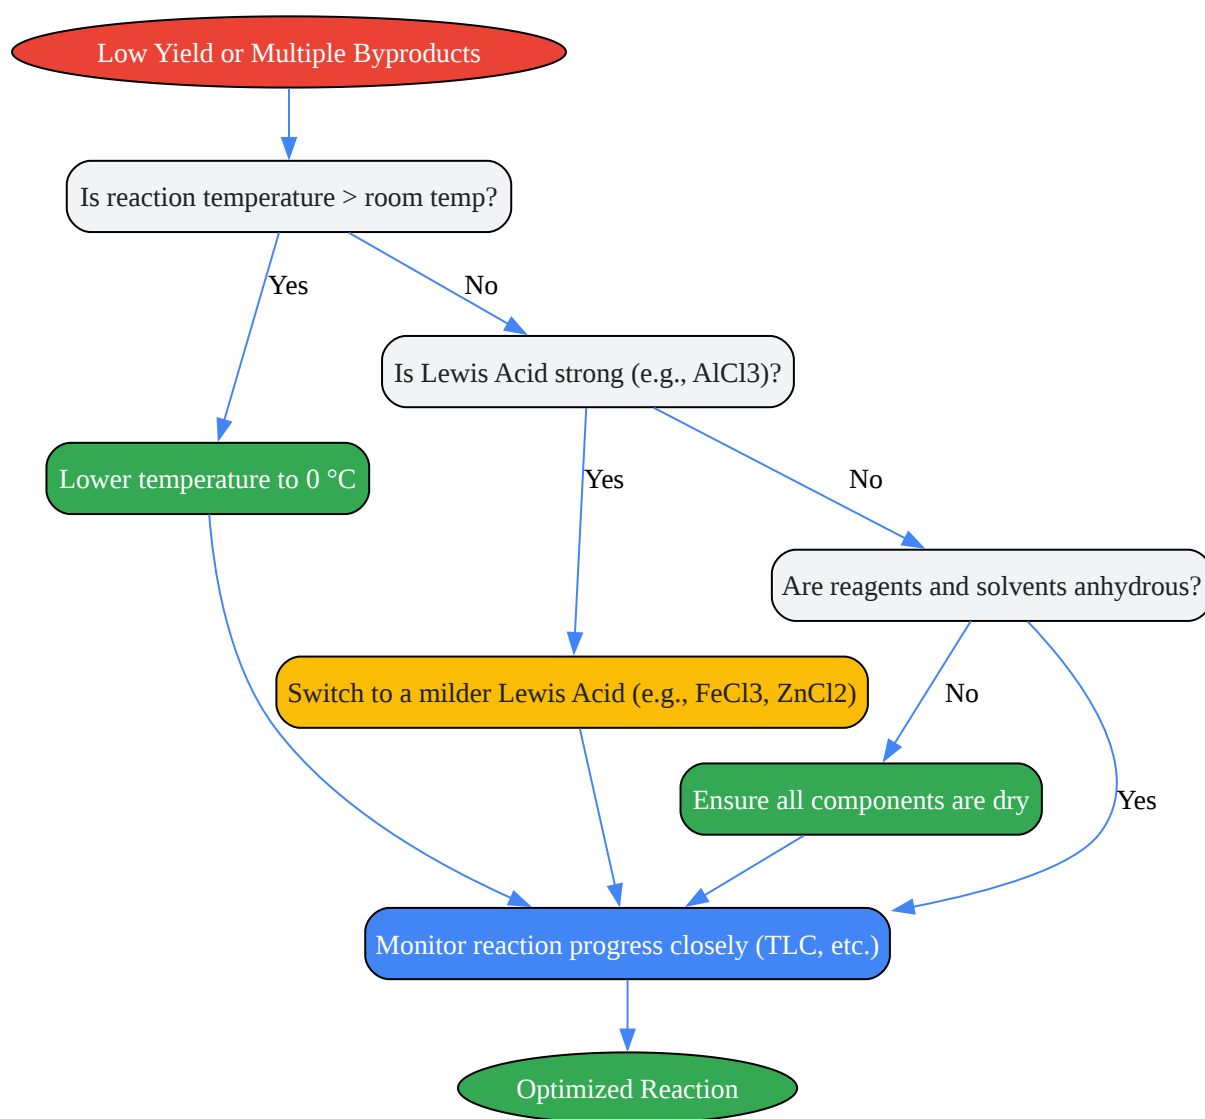 Low Yield or Multiple Byproducts
Is reaction temperature > room temp?
Yes
No
Is Lewis Acid strong (e.g., AlCl3)?
Lower temperature to 0 °C
Yes
No
Are reagents and solvents anhydrous?
Switch to a milder Lewis Acid (e.g., FeCl3, ZnCl2)
No
Ensure all components are dry
Yes
Monitor reaction progress closely (TLC, etc.)
Optimized Reaction